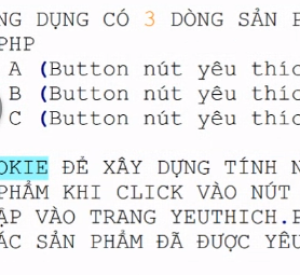 NG DỤNG CÓ 3 DÒNG SẢN
PHP
A (Button nút yêu thíc
B (Button nút yêu thíc
C (Button nút yêu thíc
OKIE ĐỂ XÂY DỰNG TÍNH
PHẨM KHI CLICK VÀO NÚT
ẬP VÀO TRANG YEUTHICH.P
ÁC SẢN PHẨM ĐÃ ĐƯỢC YÊU